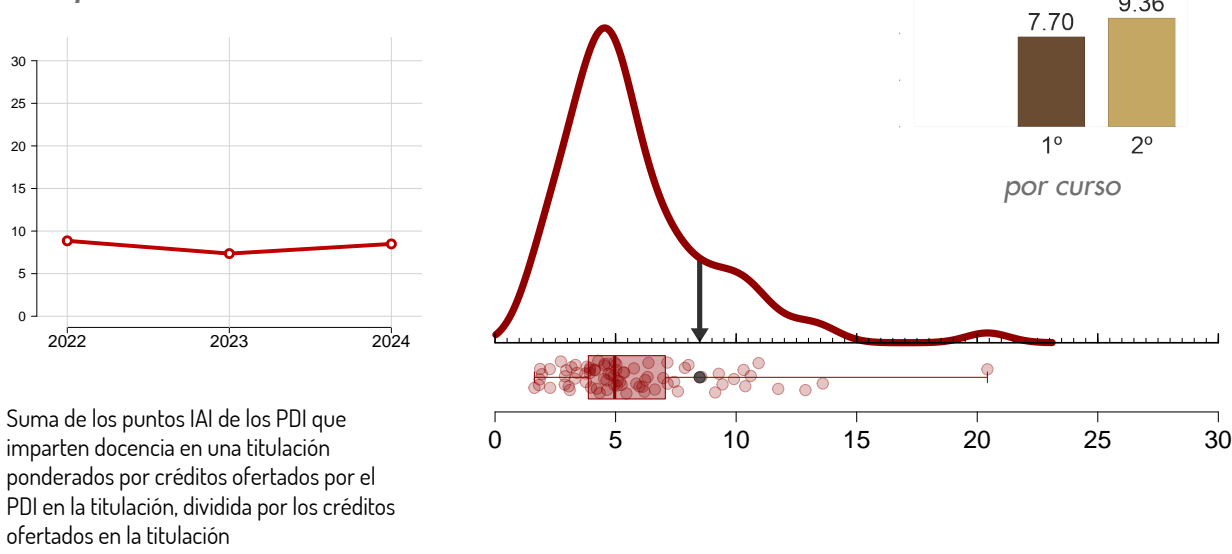 30
25
20
15
10
5
0
2022 2023 2024
Suma de los puntos IAI de los PDI que
imparten docencia en una titulación
ponderados por créditos ofertados por el
PDI en la titulación, dividida por los créditos
ofertados en la titulación
7.70 9.36
1º 2º
por curso
0 5 10 15 20 25 30